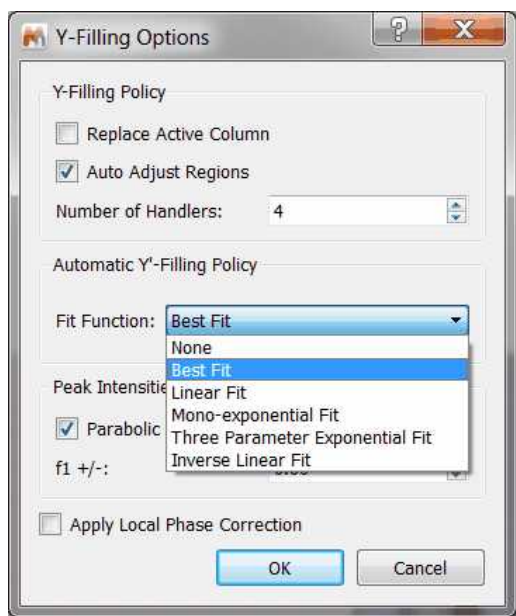 Y-Filling Options
Y-Filling Policy
Replace Active Column
Auto Adjust Regions
Number of Handlers: 4
Automatic Y'-Filling Policy
Fit Function: Best Fit
None
Best Fit
Linear Fit
Mono-exponential Fit
Three Parameter Exponential Fit
Inverse Linear Fit
Peak
Parabolic
f1 +/-:
Apply Local Phase Correction
OK Cancel